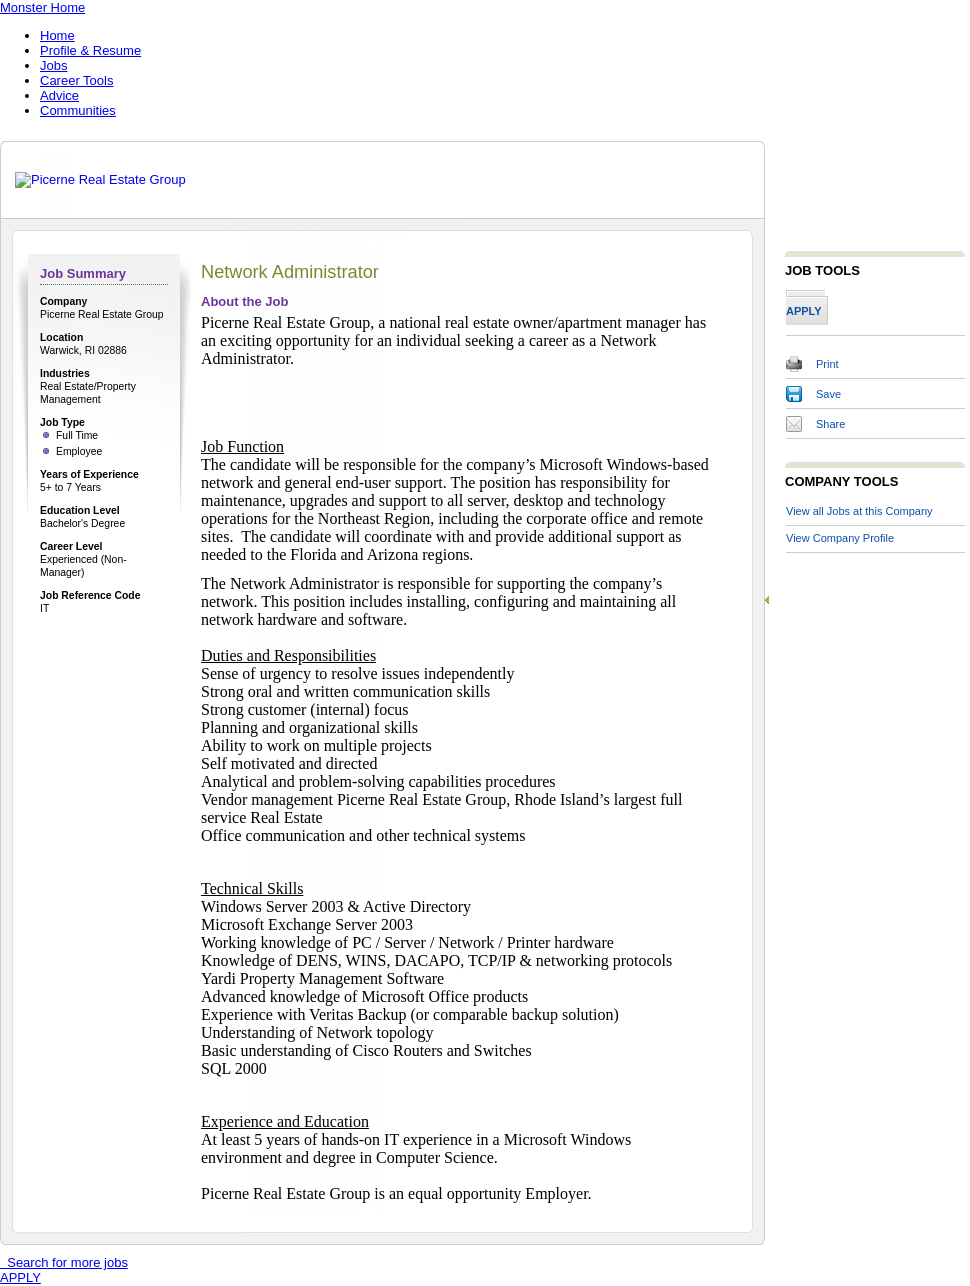 Monster Home
Home
Profile & Resume
Jobs
Career Tools
Advice
Communities
Picerne Real Estate Group
Job Summary
Company
Picerne Real Estate Group
Location
Warwick, RI 02886
Industries
Real Estate/Property
Management
Job Type
Full Time
Employee
Years of Experience
5+ to 7 Years
Education Level
Bachelor's Degree
Career Level
Experienced (Non-
Manager)
Job Reference Code
IT
Network Administrator
About the Job
Picerne Real Estate Group, a national real estate owner/apartment manager has
an exciting opportunity for an individual seeking a career as a Network
Administrator.
Job Function
The candidate will be responsible for the company’s Microsoft Windows-based
network and general end-user support. The position has responsibility for
maintenance, upgrades and support to all server, desktop and technology
operations for the Northeast Region, including the corporate office and remote
sites.  The candidate will coordinate with and provide additional support as
needed to the Florida and Arizona regions.
The Network Administrator is responsible for supporting the company’s
network. This position includes installing, configuring and maintaining all
network hardware and software.
Duties and Responsibilities
Sense of urgency to resolve issues independently
Strong oral and written communication skills
Strong customer (internal) focus
Planning and organizational skills
Ability to work on multiple projects
Self motivated and directed
Analytical and problem-solving capabilities procedures
Vendor management Picerne Real Estate Group, Rhode Island’s largest full
service Real Estate
Office communication and other technical systems
Technical Skills
Windows Server 2003 & Active Directory
Microsoft Exchange Server 2003
Working knowledge of PC / Server / Network / Printer hardware
Knowledge of DENS, WINS, DACAPO, TCP/IP & networking protocols
Yardi Property Management Software
Advanced knowledge of Microsoft Office products
Experience with Veritas Backup (or comparable backup solution)
Understanding of Network topology
Basic understanding of Cisco Routers and Switches
SQL 2000
Experience and Education
At least 5 years of hands-on IT experience in a Microsoft Windows
environment and degree in Computer Science.
Picerne Real Estate Group is an equal opportunity Employer.
JOB TOOLS
APPLY
Print
Save
Share
COMPANY TOOLS
View all Jobs at this Company
View Company Profile
Search for more jobs
APPLY